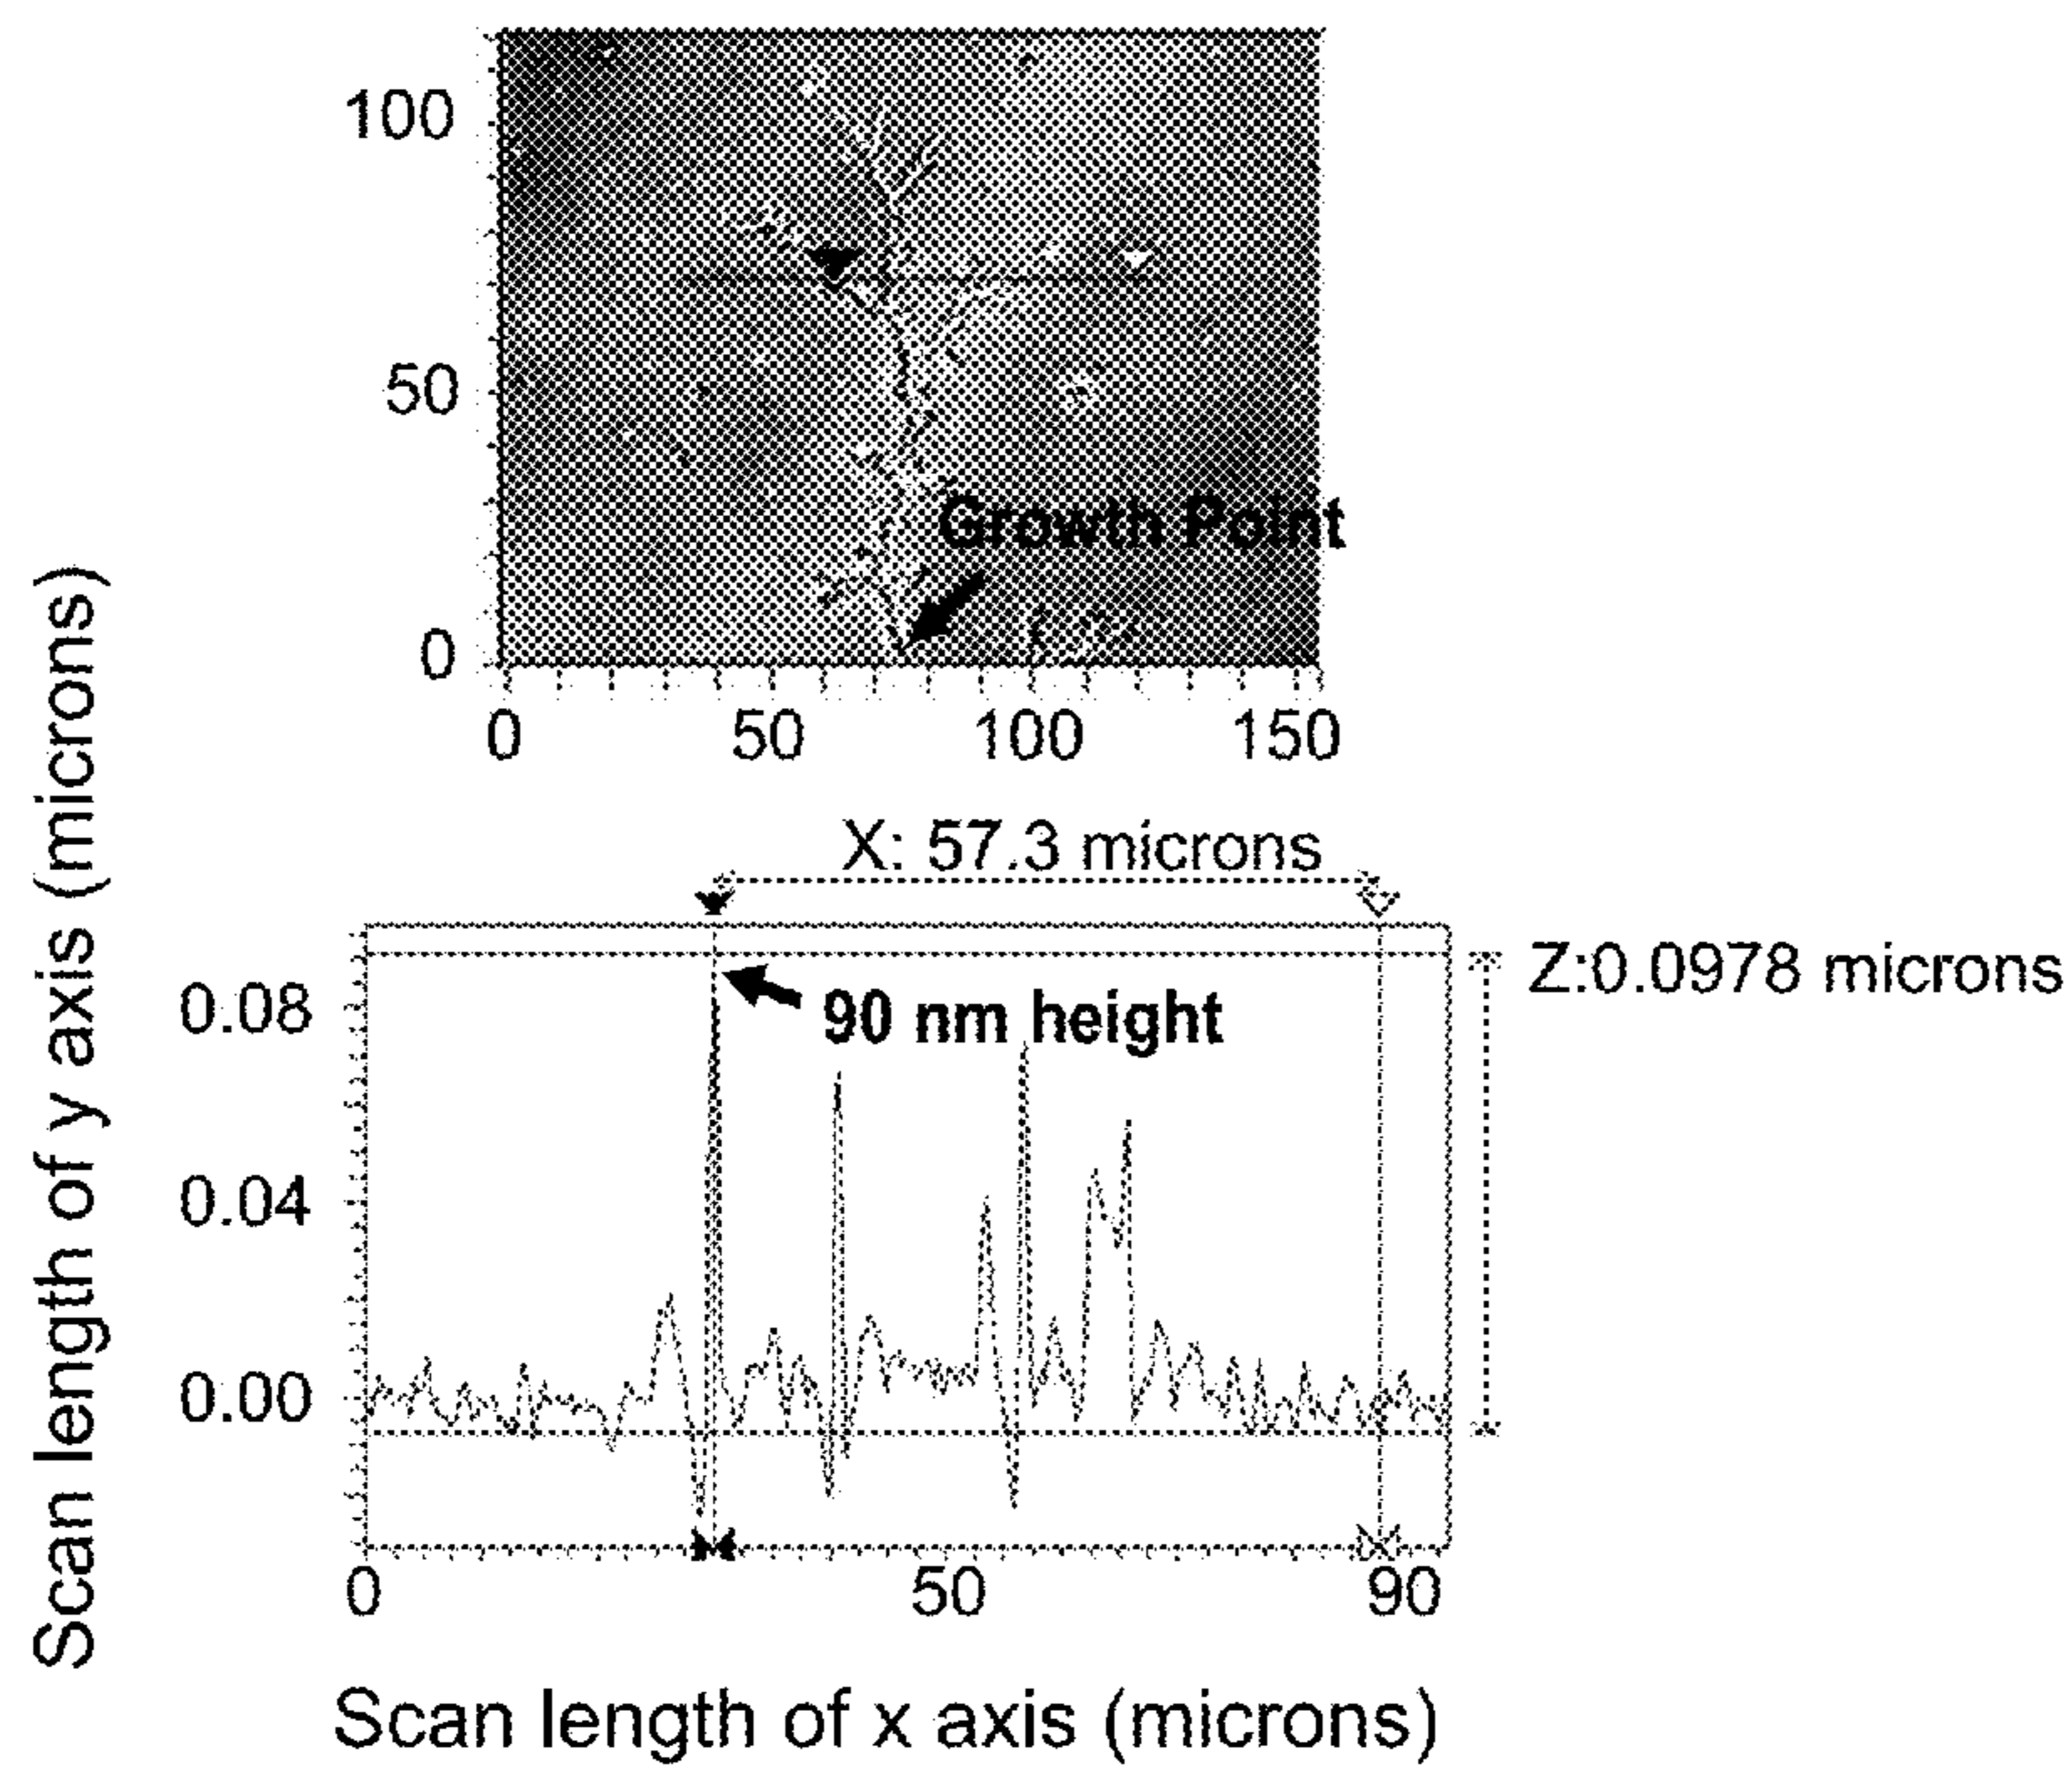 100
50
0
Growth Point
0 50 100 150
X: 57.3 microns
Z:0.0978 microns
90 nm height
0.08
0.04
0.00
0 50 90
Scan length of y axis (microns)
Scan length of x axis (microns)